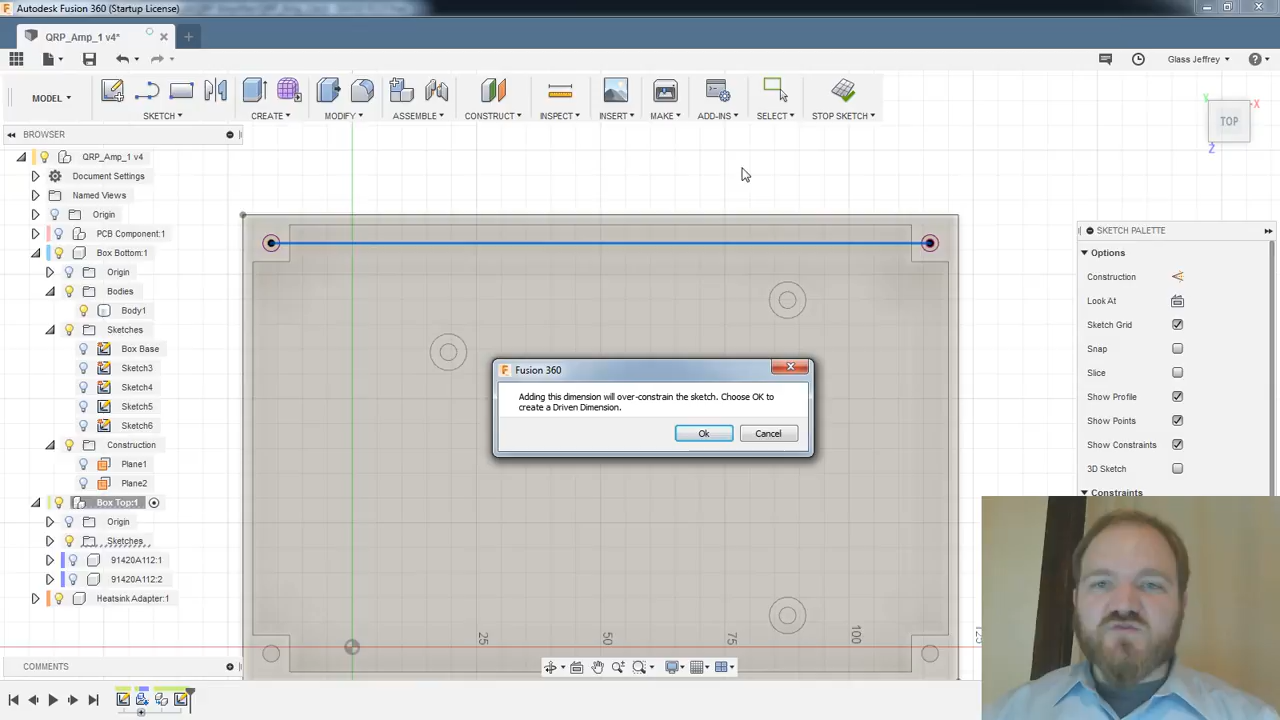 Autodesk Fusion 360 (Startup License)
QRP_Amp_1 v4*
Glass Jeffrey
MODEL
SKETCH
CREATE
MODIFY
ASSEMBLE
CONSTRUCT
INSPECT
INSERT
MAKE
ADD-INS
SELECT
STOP SKETCH
BROWSER
QRP_Amp_1 v4
Document Settings
Named Views
Origin
PCB Component:1
Box Bottom:1
Origin
Bodies
Body1
Sketches
Box Base
Sketch3
Sketch4
Sketch5
Sketch6
Construction
Plane1
Plane2
Box Top:1
Origin
Sketches
91420A112:1
91420A112:2
Heatsink Adapter:1
Y
X
TOP
Z
Fusion 360
Adding this dimension will over-constrain the sketch. Choose OK to
create a Driven Dimension.
Ok
Cancel
25
50
75
100
125
SKETCH PALETTE
Options
Construction
Look At
Sketch Grid
Snap
Slice
Show Profile
Show Points
Show Constraints
3D Sketch
Constraints
COMMENTS